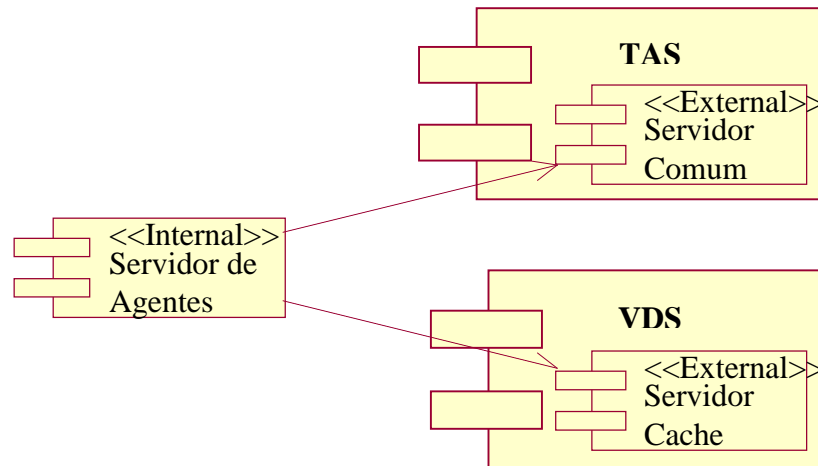 TAS
<<External>>
Servidor
Comum
<<Internal>>
Servidor de
Agentes
VDS
<<External>>
Servidor
Cache